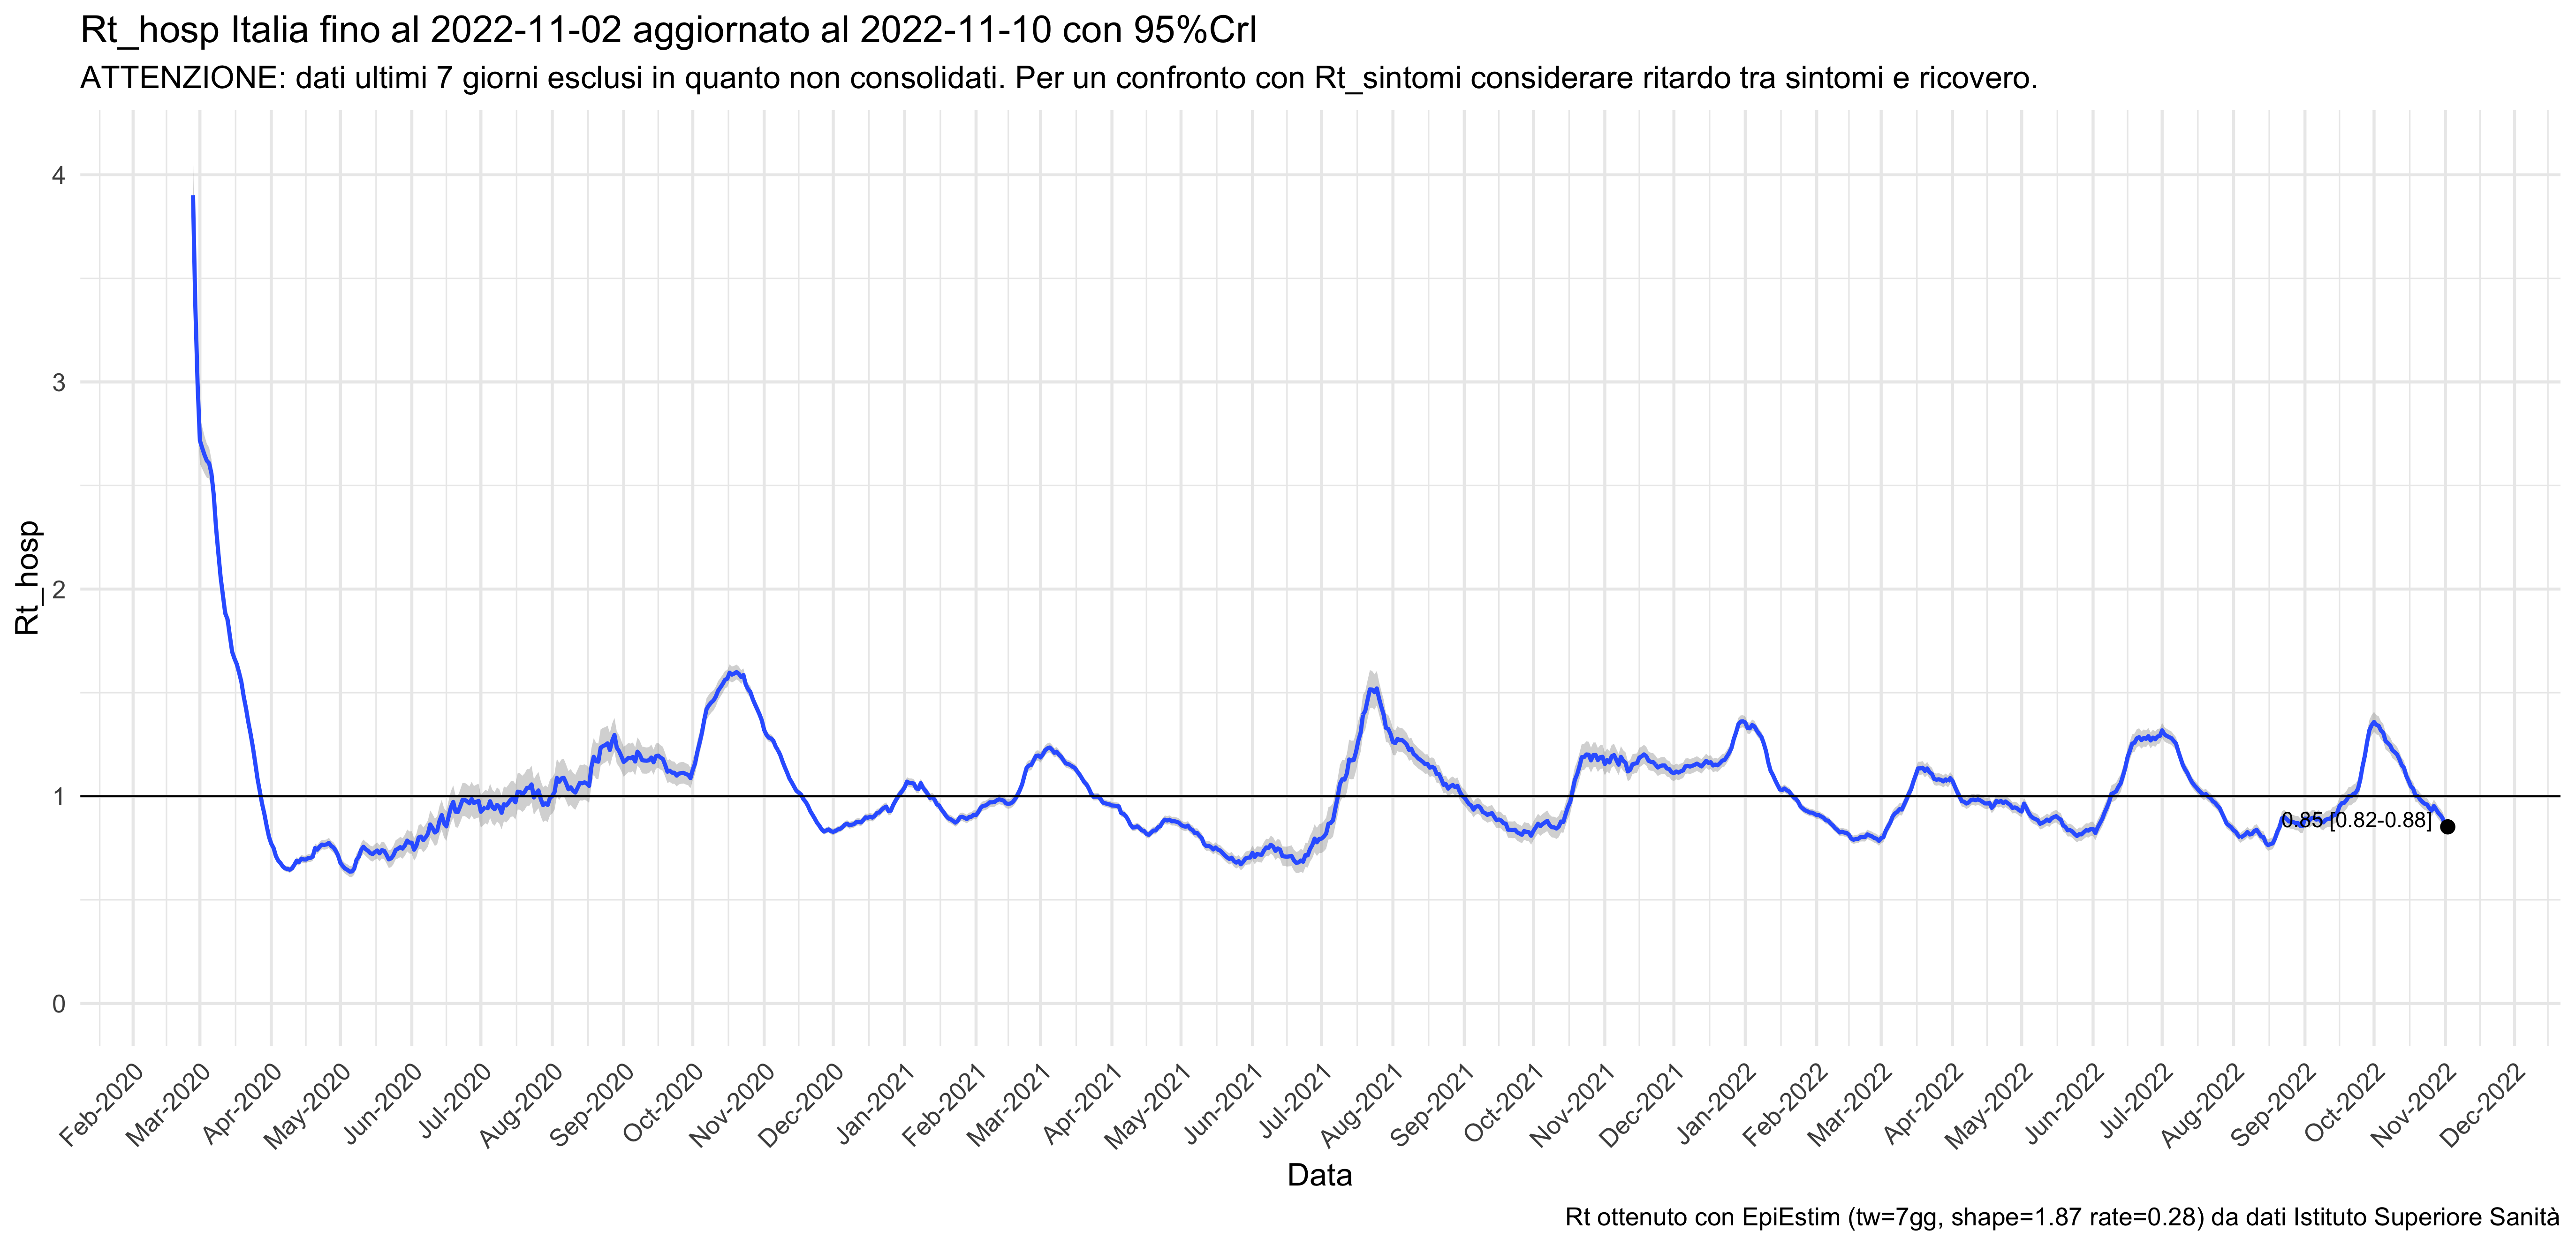 Rt_hosp Italia fino al 2022-11-02 aggiornato al 2022-11-10 con 95%CrI
ATTENZIONE: dati ultimi 7 giorni esclusi in quanto non consolidati. Per un confronto con Rt_sintomi considerare ritardo tra sintomi e ricovero.
Rt_hosp
4
3
2
1
0
0.85 [0.82-0.88]
Feb-2020
Mar-2020
Apr-2020
May-2020
Jun-2020
Jul-2020
Aug-2020
Sep-2020
Oct-2020
Nov-2020
Dec-2020
Jan-2021
Feb-2021
Mar-2021
Apr-2021
May-2021
Jun-2021
Jul-2021
Aug-2021
Sep-2021
Oct-2021
Nov-2021
Dec-2021
Jan-2022
Feb-2022
Mar-2022
Apr-2022
May-2022
Jun-2022
Jul-2022
Aug-2022
Sep-2022
Oct-2022
Nov-2022
Dec-2022
Data
Rt ottenuto con EpiEstim (tw=7gg, shape=1.87 rate=0.28) da dati Istituto Superiore Sanità